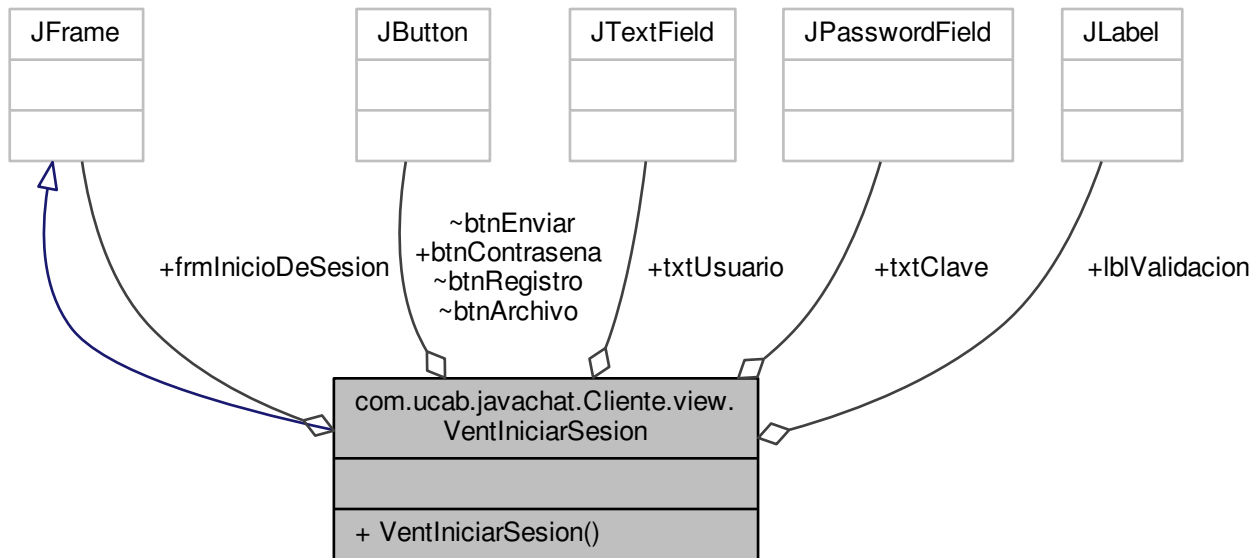 JFrame
JButton
JTextField
JPasswordField
JLabel
+frmInicioDeSesion
~btnEnviar
+btnContrasena
~btnRegistro
~btnArchivo
+txtUsuario
+txtClave
+lblValidacion
com.ucab.javachat.Cliente.view.
VentIniciarSesion
+ VentIniciarSesion()